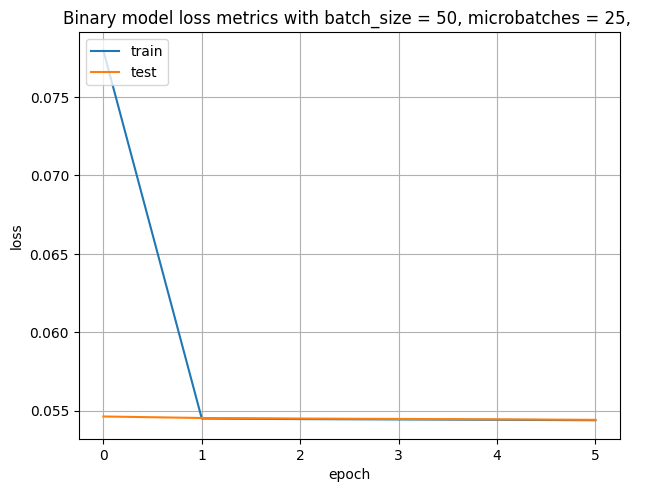 Binary model loss metrics with batch_size = 50, microbatches = 25,
train
test
0.075
0.070
0.065
0.060
0.055
loss
0 1 2 3 4 5
epoch